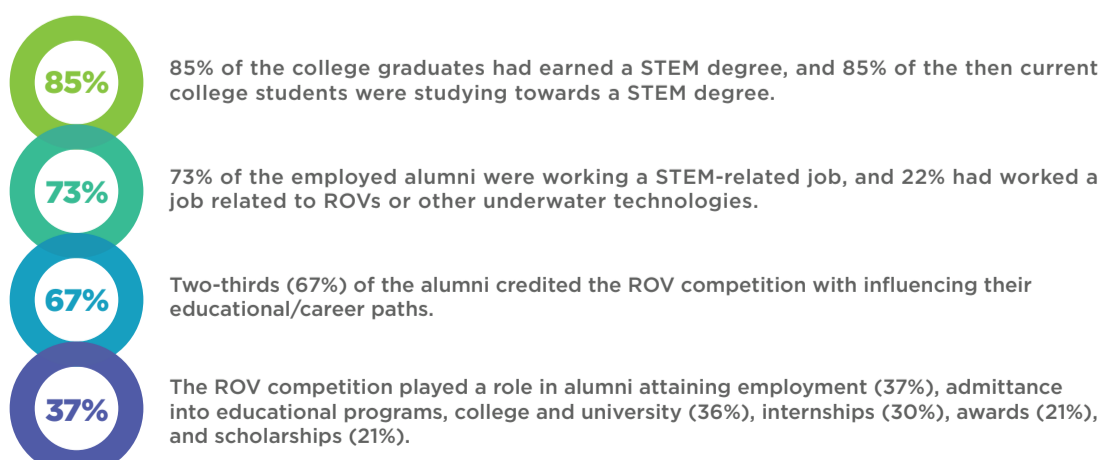 85%
85% of the college graduates had earned a STEM degree, and 85% of the then current
college students were studying towards a STEM degree.
73%
73% of the employed alumni were working a STEM-related job, and 22% had worked a
job related to ROVs or other underwater technologies.
67%
Two-thirds (67%) of the alumni credited the ROV competition with influencing their
educational/career paths.
37%
The ROV competition played a role in alumni attaining employment (37%), admittance
into educational programs, college and university (36%), internships (30%), awards (21%),
and scholarships (21%).